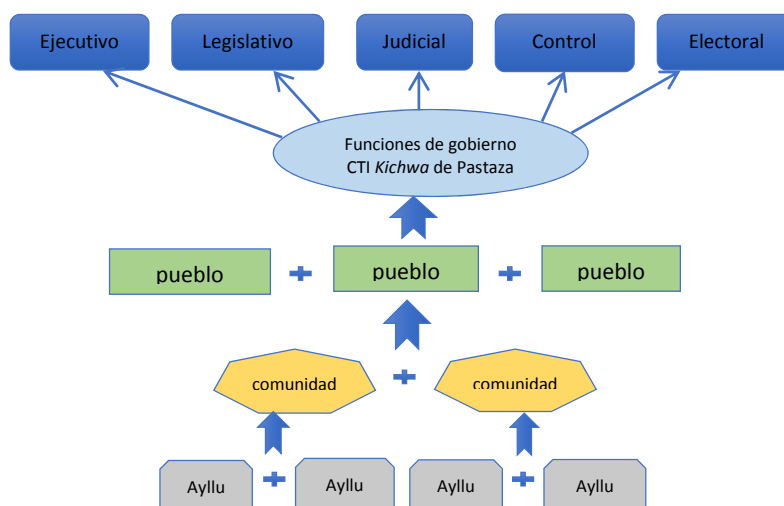 Ejecutivo
Legislativo
Judicial
Control
Electoral
Funciones de gobierno
CTI Kichwa de Pastaza
pueblo
pueblo
pueblo
comunidad
comunidad
Ayllu
Ayllu
Ayllu
Ayllu